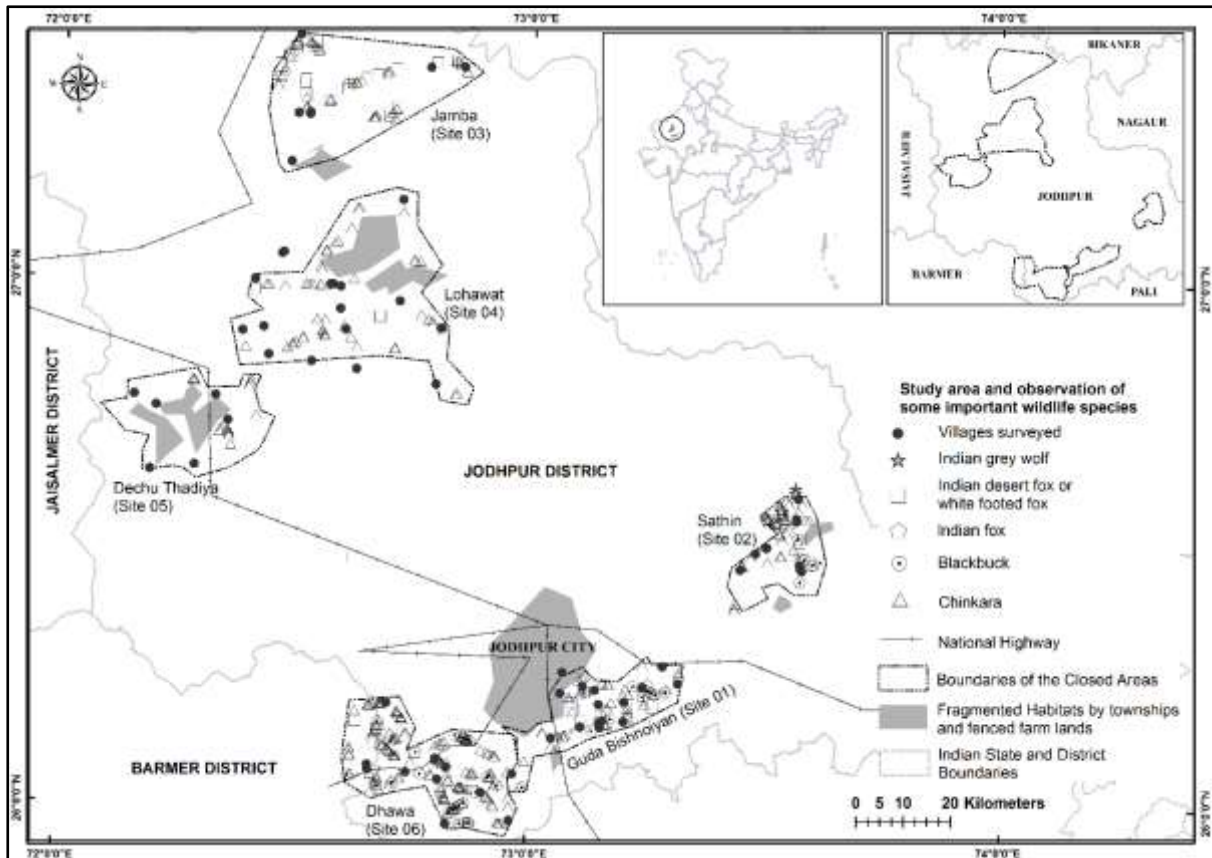 72°0'0"E
73°0'0"E
74°0'0"E
N
W
E
S
Jamba
(Site 03)
BIKANER
NAGAUR
JAISALMER
JODHPUR
BARMER
PALI
27°0'0"N
27°0'0"N
Lohawat
(Site 04)
JAISALMER DISTRICT
Dechu Thadiya
(Site 05)
JODHPUR DISTRICT
Sathin
(Site 02)
JODHPUR CITY
Guda Bishnoiyan (Site 01)
BARMER DISTRICT
Dhawa
(Site 06)
Study area and observation of
some important wildlife species
Villages surveyed
Indian grey wolf
Indian desert fox or
white footed fox
Indian fox
Blackbuck
Chinkara
National Highway
Boundaries of the Closed Areas
Fragmented Habitats by townships
and fenced farm lands
Indian State and District
Boundaries
0 5 10 20 Kilometers
26°0'0"N
26°0'0"N
72°0'0"E
73°0'0"E
74°0'0"E